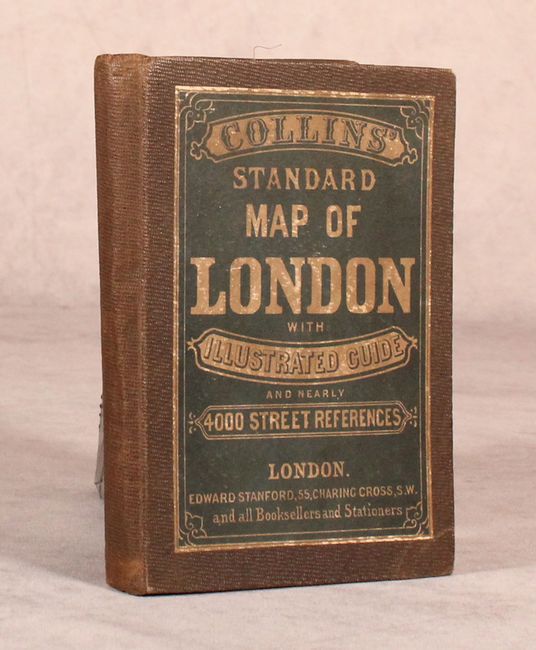 COLLINS'
STANDARD
MAP OF
LONDON
WITH
ILLUSTRATED GUIDE
AND NEARLY
4000 STREET REFERENCES
LONDON.
EDWARD STANFORD, 55, CHARING CROSS, S.W.
and all Booksellers and Stationers